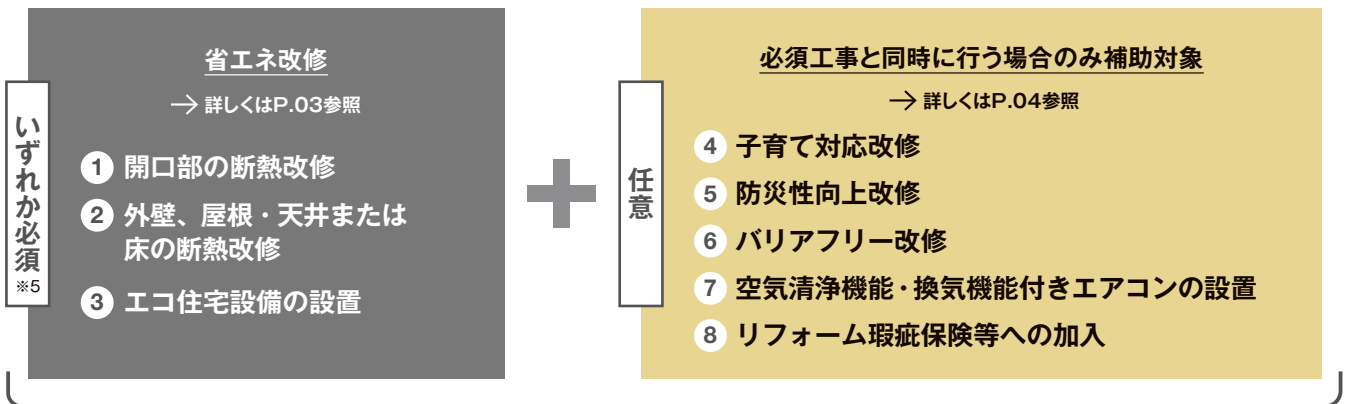 いずれか必須
※5
省エネ改修
→ 詳しくはP.03参照
1 開口部の断熱改修
2 外壁、屋根・天井または
床の断熱改修
3 エコ住宅設備の設置
+
任意
必須工事と同時に行う場合のみ補助対象
→ 詳しくはP.04参照
4 子育て対応改修
5 防災性向上改修
6 バリアフリー改修
7 空気清浄機能・換気機能付きエアコンの設置
8 リフォーム瑕疵保険等への加入